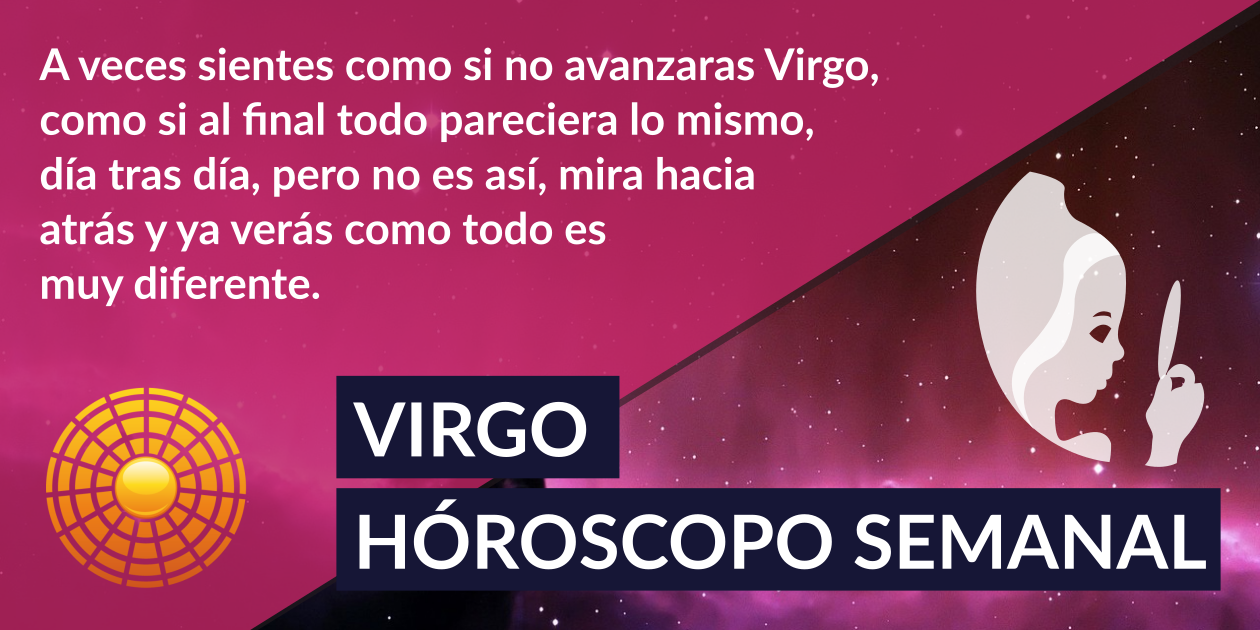 A veces sientes como si no avanzaras Virgo,
como si al final todo pareciera lo mismo,
día tras día, pero no es así, mira hacia
atrás y ya verás como todo es
muy diferente.
VIRGO
HÓROSCOPO SEMANAL